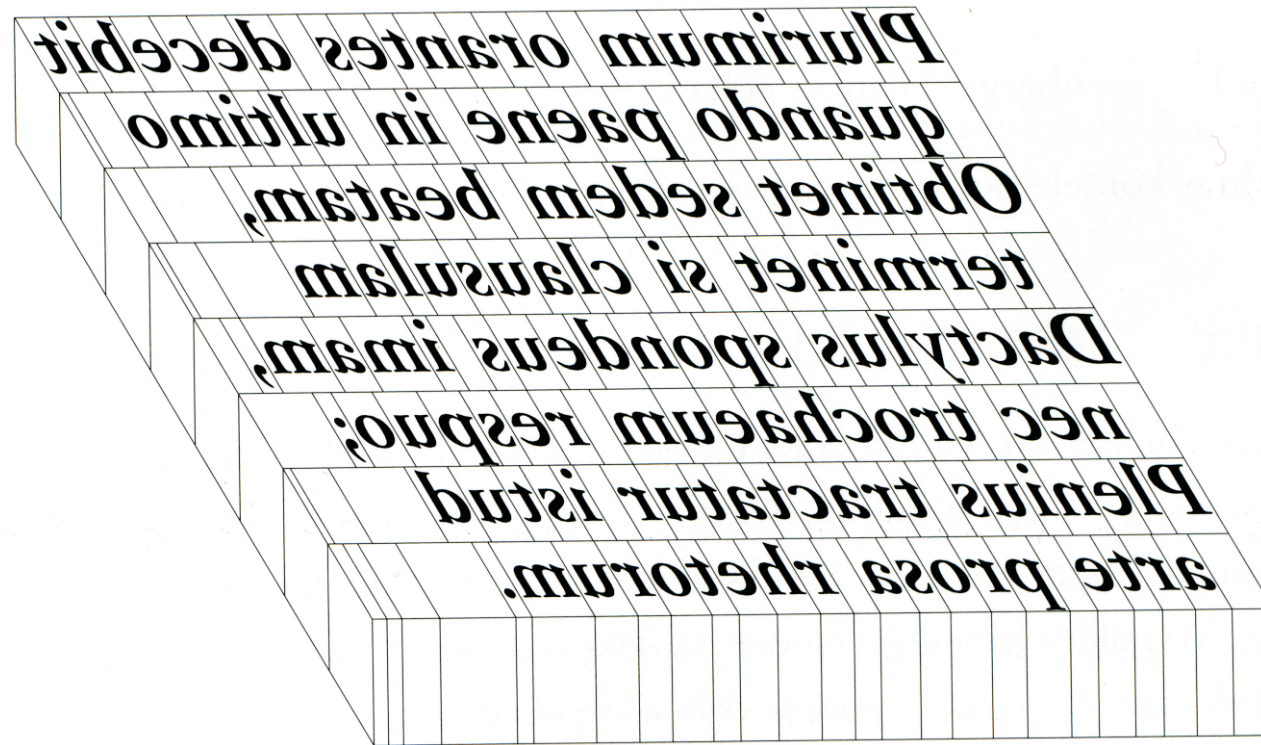 Plurimum orantes decebit
quando paene in ultimo
Obtinet sedem beatam,
terminet si clausulam
Dactylus spondeus imam,
nec trochaeum respuo;
Plenius tractatur istud
arte prosa rhetorum.